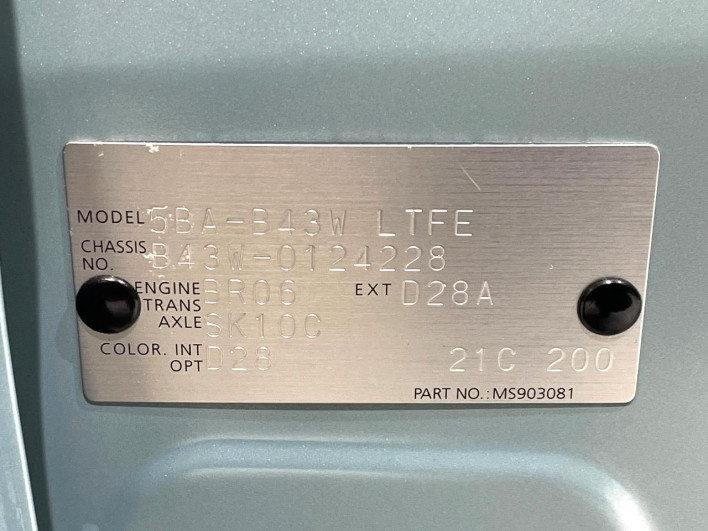 MODEL 5BA-B43W LTFE
CHASSIS NO. B43W-0124228
ENGINE BR06 EXT D28A
TRANS AXLE SK10C
COLOR. INT D28
OPT 21C 200
PART NO.:MS903081